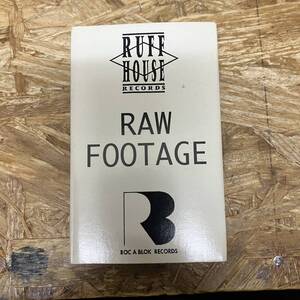 RUFF
HOUSE
RECORDS
RAW
FOOTAGE
ROC A BLOK RECORDS